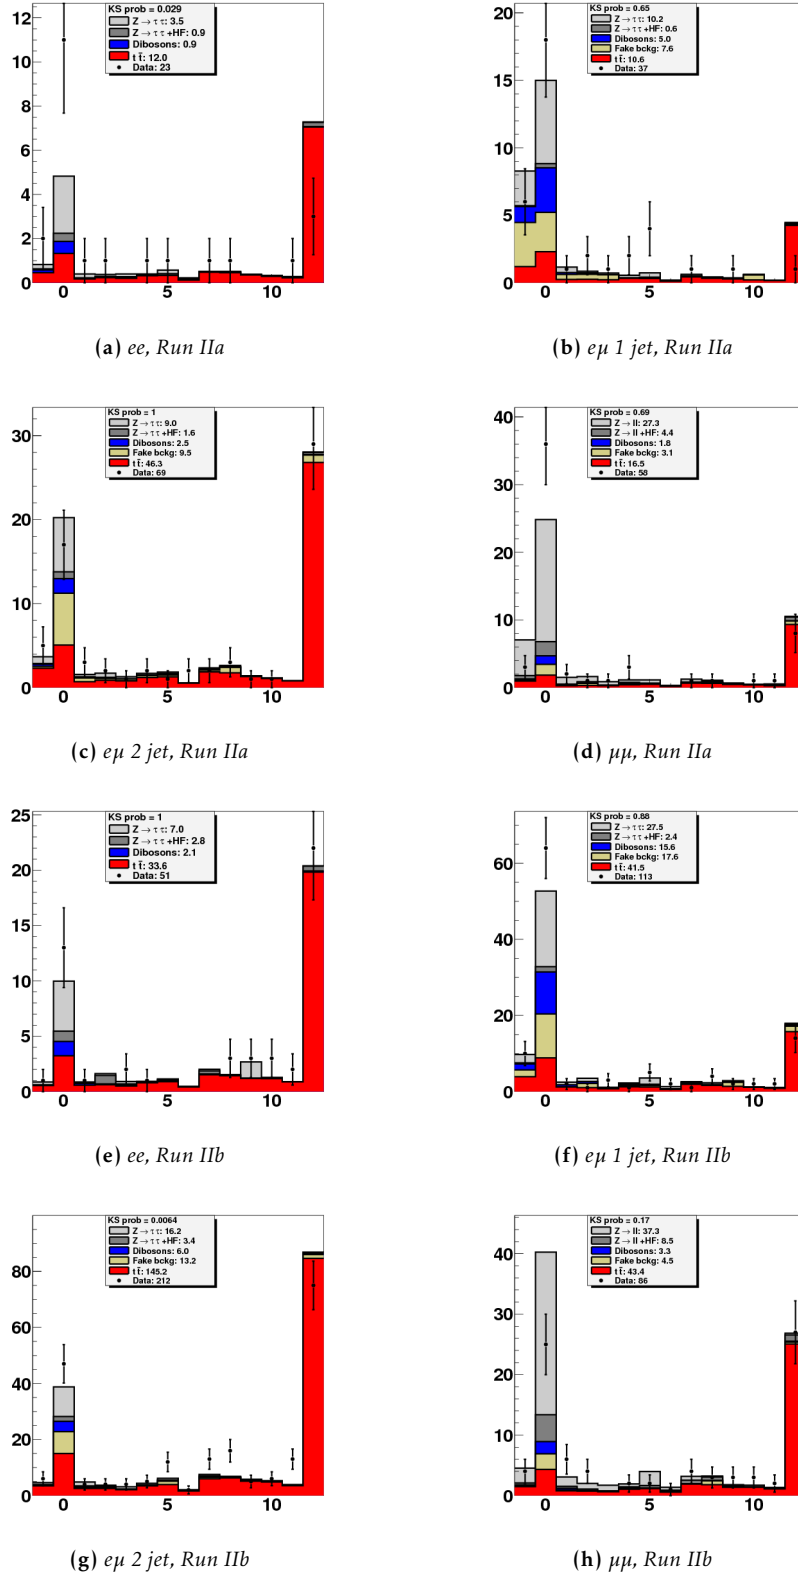 KS prob = 0.029
Z → τ τ: 3.5
Z → τ τ +HF: 0.9
Dibosons: 0.9
t t̄: 12.0
Data: 23
12
10
8
6
4
2
0
0 5 10
(a) ee, Run IIa
KS prob = 0.65
Z → τ τ: 10.2
Z → τ τ +HF: 0.6
Dibosons: 5.0
Fake bckg: 7.6
t t̄: 10.6
Data: 37
20
15
10
5
0
0 5 10
(b) eμ 1 jet, Run IIa
KS prob = 1
Z → τ τ: 9.0
Z → τ τ +HF: 1.6
Dibosons: 2.5
Fake bckg: 9.5
t t̄: 46.3
Data: 69
30
20
10
0
0 5 10
(c) eμ 2 jet, Run IIa
KS prob = 0.69
Z → ll: 27.3
Z → ll +HF: 4.4
Dibosons: 1.8
Fake bckg: 3.1
t t̄: 16.5
Data: 58
40
30
20
10
0
0 5 10
(d) μμ, Run IIa
KS prob = 1
Z → τ τ: 7.0
Z → τ τ +HF: 2.8
Dibosons: 2.1
t t̄: 33.6
Data: 51
25
20
15
10
5
0
0 5 10
(e) ee, Run IIb
KS prob = 0.88
Z → τ τ: 27.5
Z → τ τ +HF: 2.4
Dibosons: 15.6
Fake bckg: 17.6
t t̄: 41.5
Data: 113
60
40
20
0
0 5 10
(f) eμ 1 jet, Run IIb
KS prob = 0.0064
Z → τ τ: 16.2
Z → τ τ +HF: 3.4
Dibosons: 6.0
Fake bckg: 13.2
t t̄: 145.2
Data: 212
80
60
40
20
0
0 5 10
(g) eμ 2 jet, Run IIb
KS prob = 0.17
Z → ll: 37.3
Z → ll +HF: 8.5
Dibosons: 3.3
Fake bckg: 4.5
t t̄: 43.4
Data: 86
40
30
20
10
0
0 5 10
(h) μμ, Run IIb